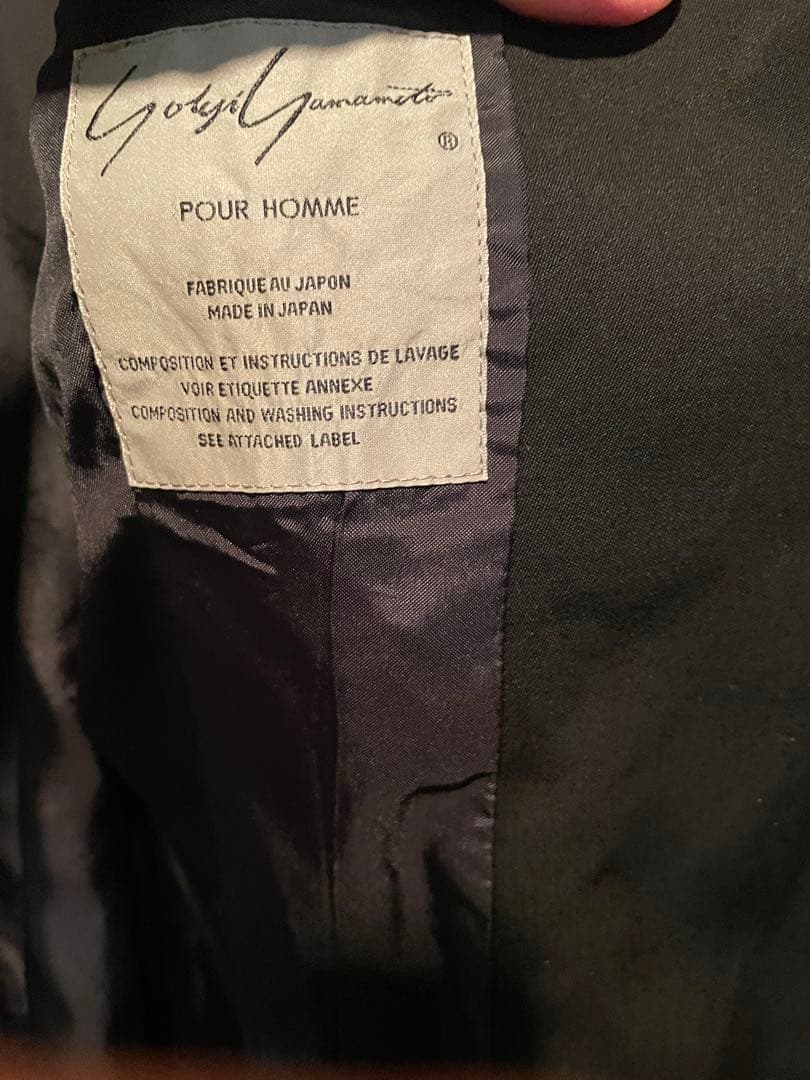 Yohji Yamamoto
®
POUR HOMME
FABRIQUE AU JAPON
MADE IN JAPAN
COMPOSITION ET INSTRUCTIONS DE LAVAGE
VOIR ETIQUETTE ANNEXE
COMPOSITION AND WASHING INSTRUCTIONS
SEE ATTACHED LABEL